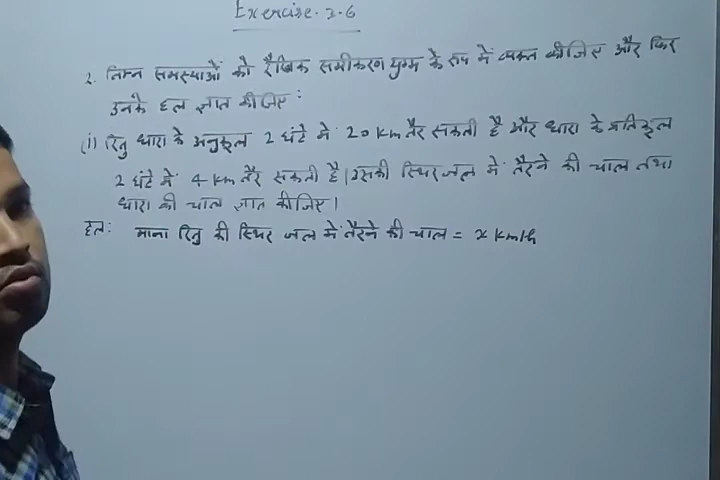 Exercise-3.6
2. निम्न समस्याओं को रैखिक समीकरण युग्म के रूप में व्यक्त कीजिए और फिर
उनके हल ज्ञात कीजिए:
(i) रितु धारा के अनुकूल 2 घंटे में 20 km तैर सकती है और धारा के प्रतिकूल
2 घंटे में 4 km तैर सकती है। उसकी स्थिर जल में तैरने की चाल तथा
धारा की चाल ज्ञात कीजिए।
हल: माना रितु की स्थिर जल में तैरने की चाल = x km/h